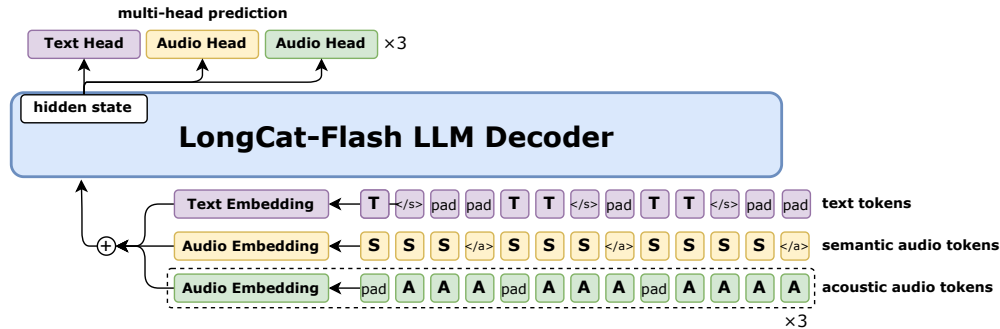 multi-head prediction
Text Head Audio Head Audio Head ×3
hidden state
LongCat-Flash LLM Decoder
Text Embedding T </s> pad pad T T </s> pad T T </s> pad pad text tokens
+ Audio Embedding S S S </a> S S S </a> S S S S </a> semantic audio tokens
Audio Embedding pad A A A pad A A A pad A A A A acoustic audio tokens
×3